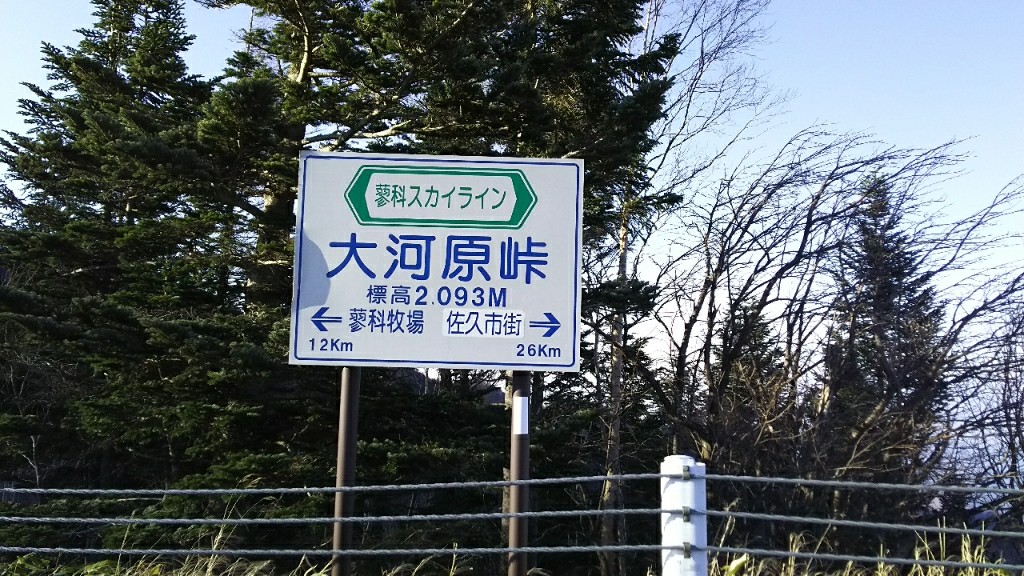 蓼科スカイライン
大河原峠
標高2.093M
←蓼科牧場 佐久市街→
12Km 26Km